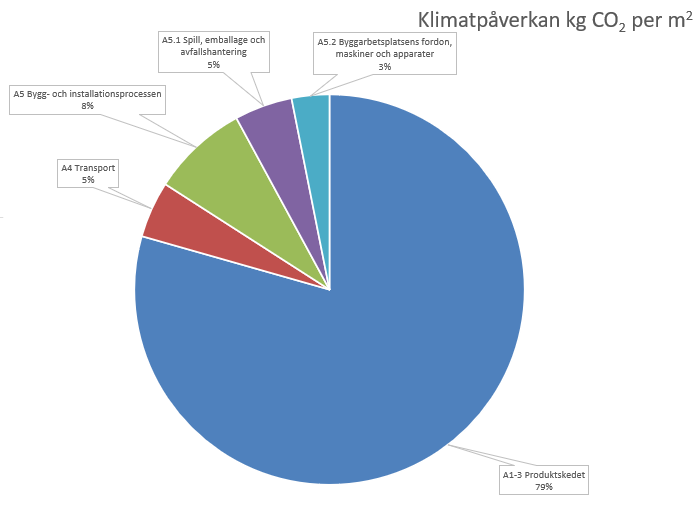 Klimatpåverkan kg CO₂ per m²
A5.1 Spill, emballage och
avfallshantering
5%
A5.2 Byggarbetsplatsens fordon,
maskiner och apparater
3%
A5 Bygg- och installationsprocessen
8%
A4 Transport
5%
A1-3 Produktskedet
79%